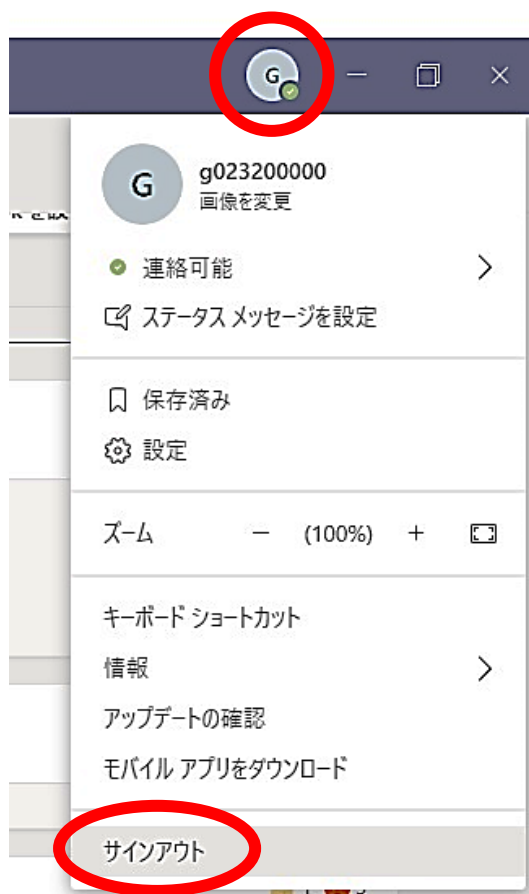 G
G
g023200000
画像を変更
連絡可能
ステータス メッセージを設定
保存済み
設定
ズーム － (100%) +
キーボード ショートカット
情報
アップデートの確認
モバイル アプリをダウンロード
サインアウト